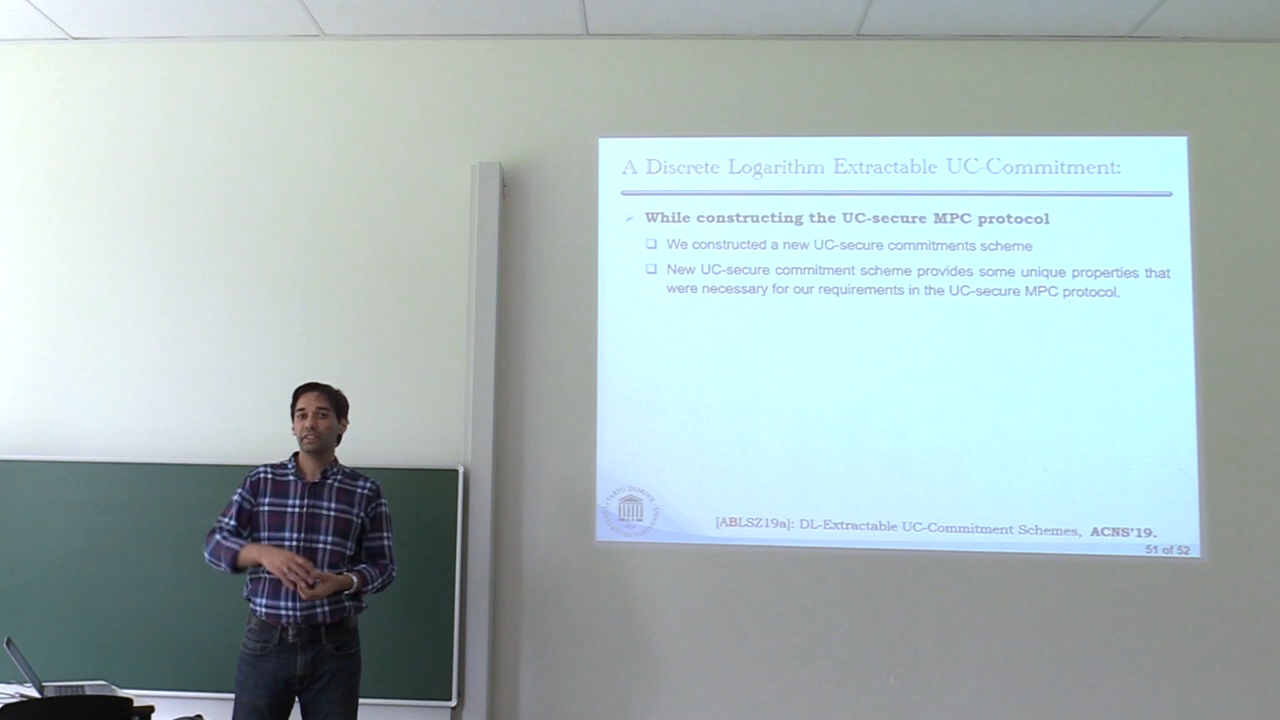 A Discrete Logarithm Extractable UC-Commitment:
While constructing the UC-secure MPC protocol
We constructed a new UC-secure commitments scheme
New UC-secure commitment scheme provides some unique properties that
were necessary for our requirements in the UC-secure MPC protocol.
[ABLSZ19a]: DL-Extractable UC-Commitment Schemes, ACNS'19.
51 of 52